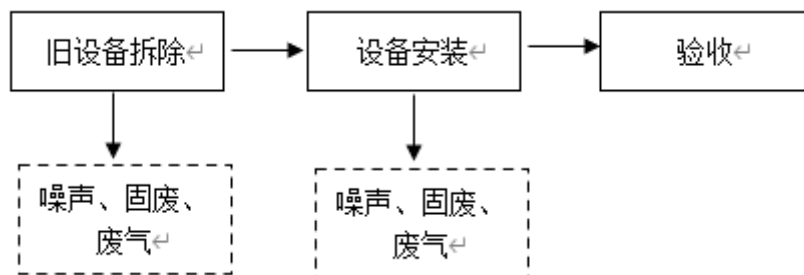 旧设备拆除
设备安装
验收
噪声、固废、
废气
噪声、固废、
废气